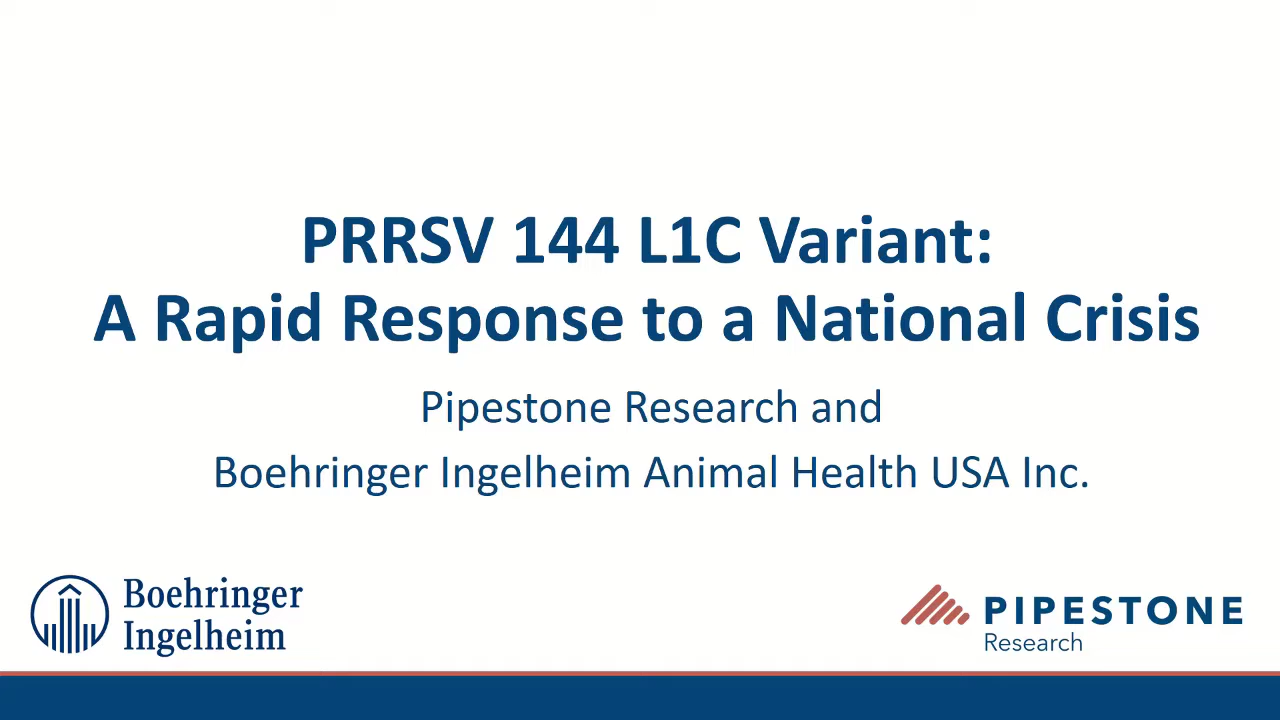 PRRSV 144 L1C Variant:
A Rapid Response to a National Crisis
Pipestone Research and
Boehringer Ingelheim Animal Health USA Inc.
Boehringer
Ingelheim
PIPESTONE
Research